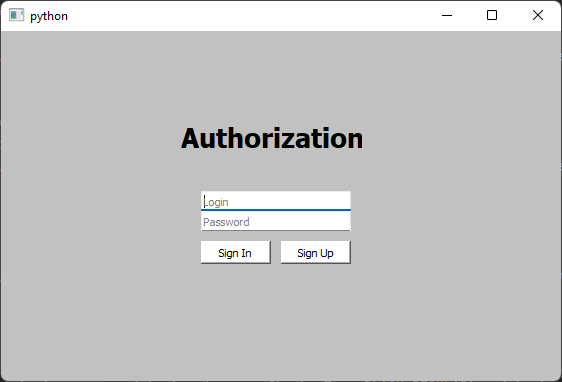 python
Authorization
Login
Password
Sign In Sign Up